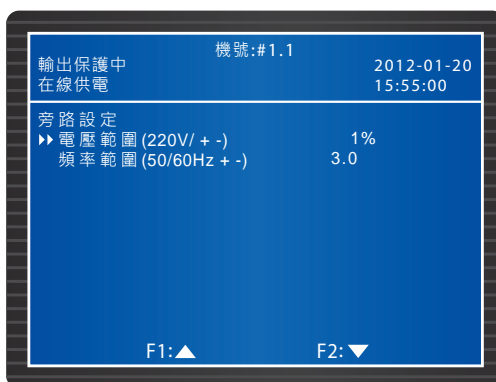 機號:#1.1
輸出保護中 2012-01-20
在線供電 15:55:00
旁路設定
電壓範圍(220V/ + -) 1%
頻率範圍(50/60Hz + -) 3.0
F1:▲ F2:▼